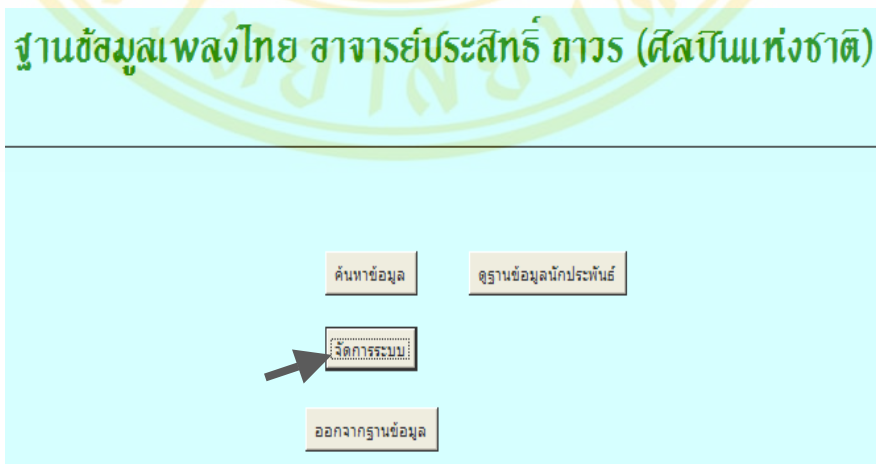 ฐานข้อมูลเพลงไทย อาจารย์ประสิทธิ์ ถาวร (ศิลปินแห่งชาติ)
ค้นหาข้อมูล ดูฐานข้อมูลนักประพันธ์
จัดการระบบ
ออกจากฐานข้อมูล